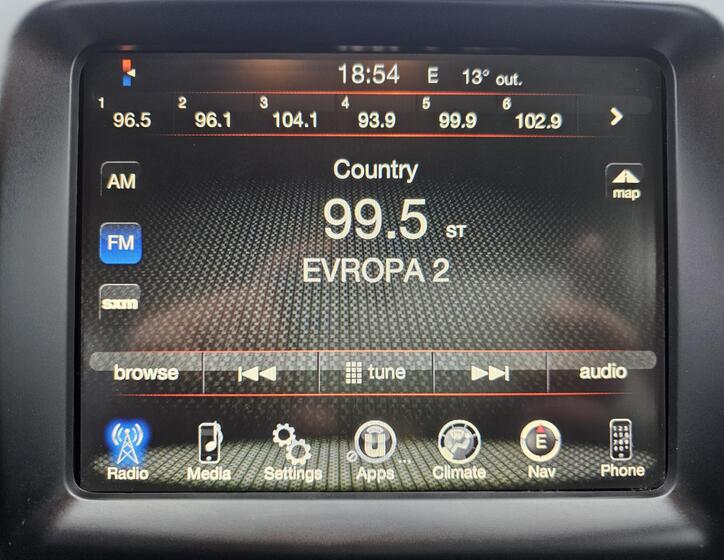 18:54 E 13° out.
1 2 3 4 5 6
96.5 96.1 104.1 93.9 99.9 102.9
Country
AM
map
99.5 ST
FM
EVROPA 2
sxm
browse tune audio
E
Radio Media Settings Apps Climate Nav Phone